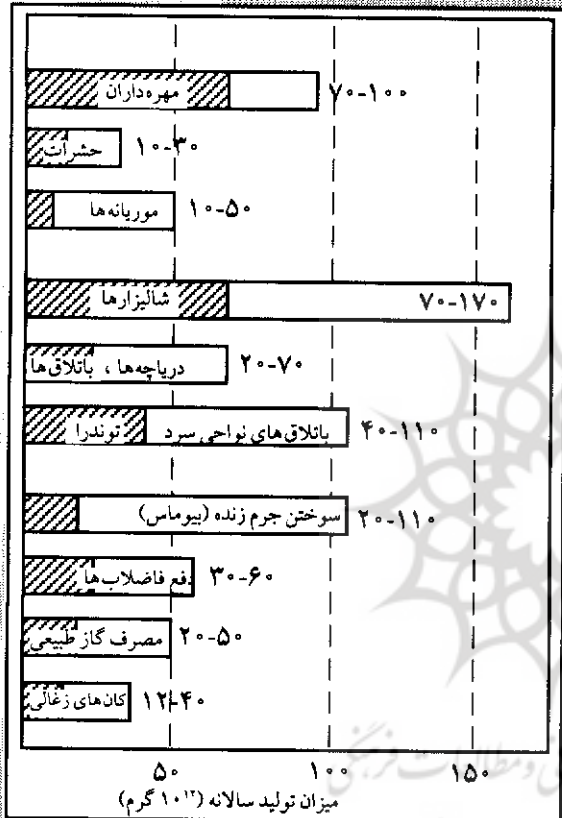 مهره‌داران ۷۰-۱۰۰
حشرات ۱۰-۳۰
موریانه‌ها ۱۰-۵۰
شالیزارها ۷۰-۱۷۰
دریاچه‌ها ، باتلاق‌ها ۲۰-۷۰
باتلاق‌های نواحی سرد توندرا ۴۰-۱۱۰
سوختن جرم زنده (بیوماس) ۲۰-۱۱۰
دفع فاضلاب‌ها ۳۰-۶۰
مصرف گاز طبیعی ۲۰-۵۰
کان‌های زغالی ۱۲-۴۰
۵۰ ۱۰۰ ۱۵۰
میزان تولید سالانه (۱۰¹² گرم)